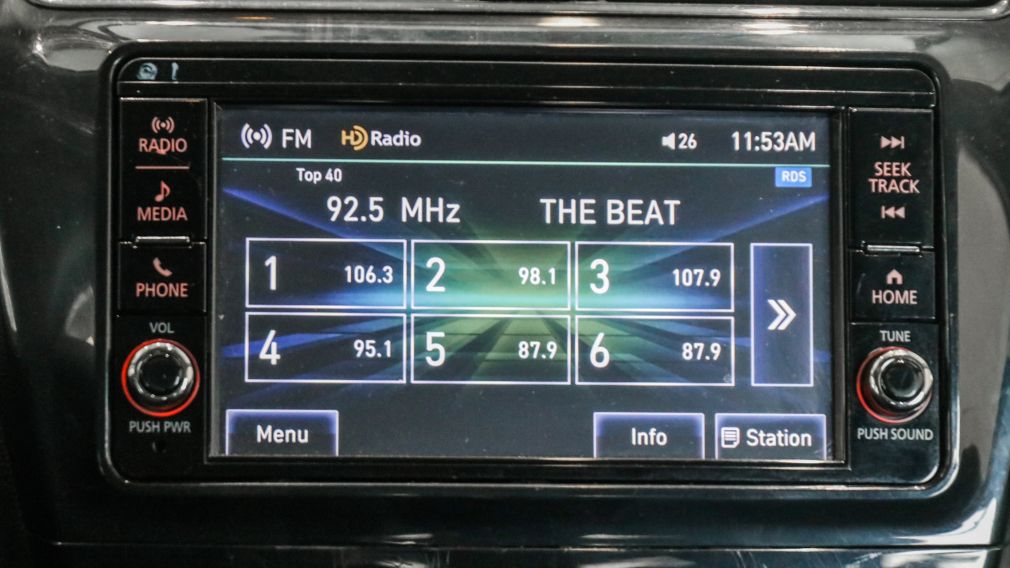 FM HD Radio 26 11:53AM
Top 40 RDS
92.5 MHz THE BEAT
1 106.3 2 98.1 3 107.9
4 95.1 5 87.9 6 87.9
Menu Info Station
RADIO
MEDIA
PHONE
VOL
PUSH PWR
SEEK
TRACK
HOME
TUNE
PUSH SOUND